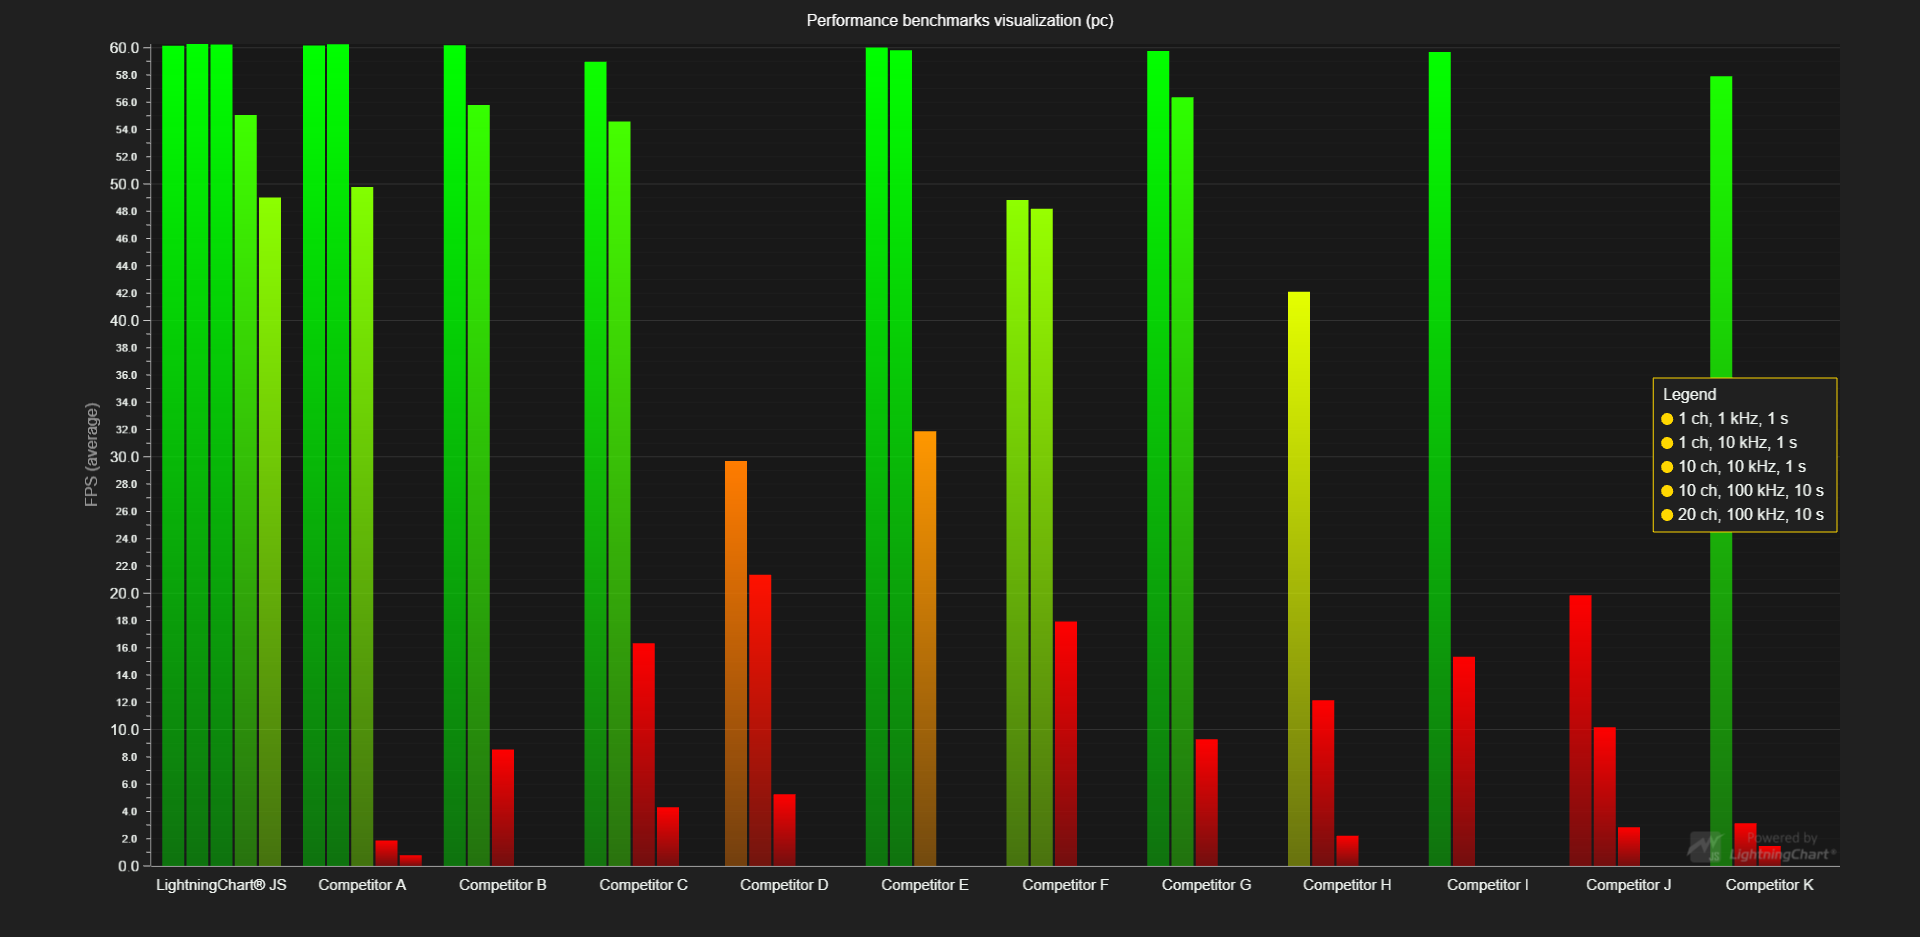 Performance benchmarks visualization (pc)
FPS (average)
60.0
58.0
56.0
54.0
52.0
50.0
48.0
46.0
44.0
42.0
40.0
38.0
36.0
34.0
32.0
30.0
28.0
26.0
24.0
22.0
20.0
18.0
16.0
14.0
12.0
10.0
8.0
6.0
4.0
2.0
0.0
Legend
1 ch, 1 kHz, 1 s
1 ch, 10 kHz, 1 s
10 ch, 10 kHz, 1 s
10 ch, 100 kHz, 10 s
20 ch, 100 kHz, 10 s
Powered by
LightningChart®
JS
LightningChart® JS Competitor A Competitor B Competitor C Competitor D Competitor E Competitor F Competitor G Competitor H Competitor I Competitor J Competitor K